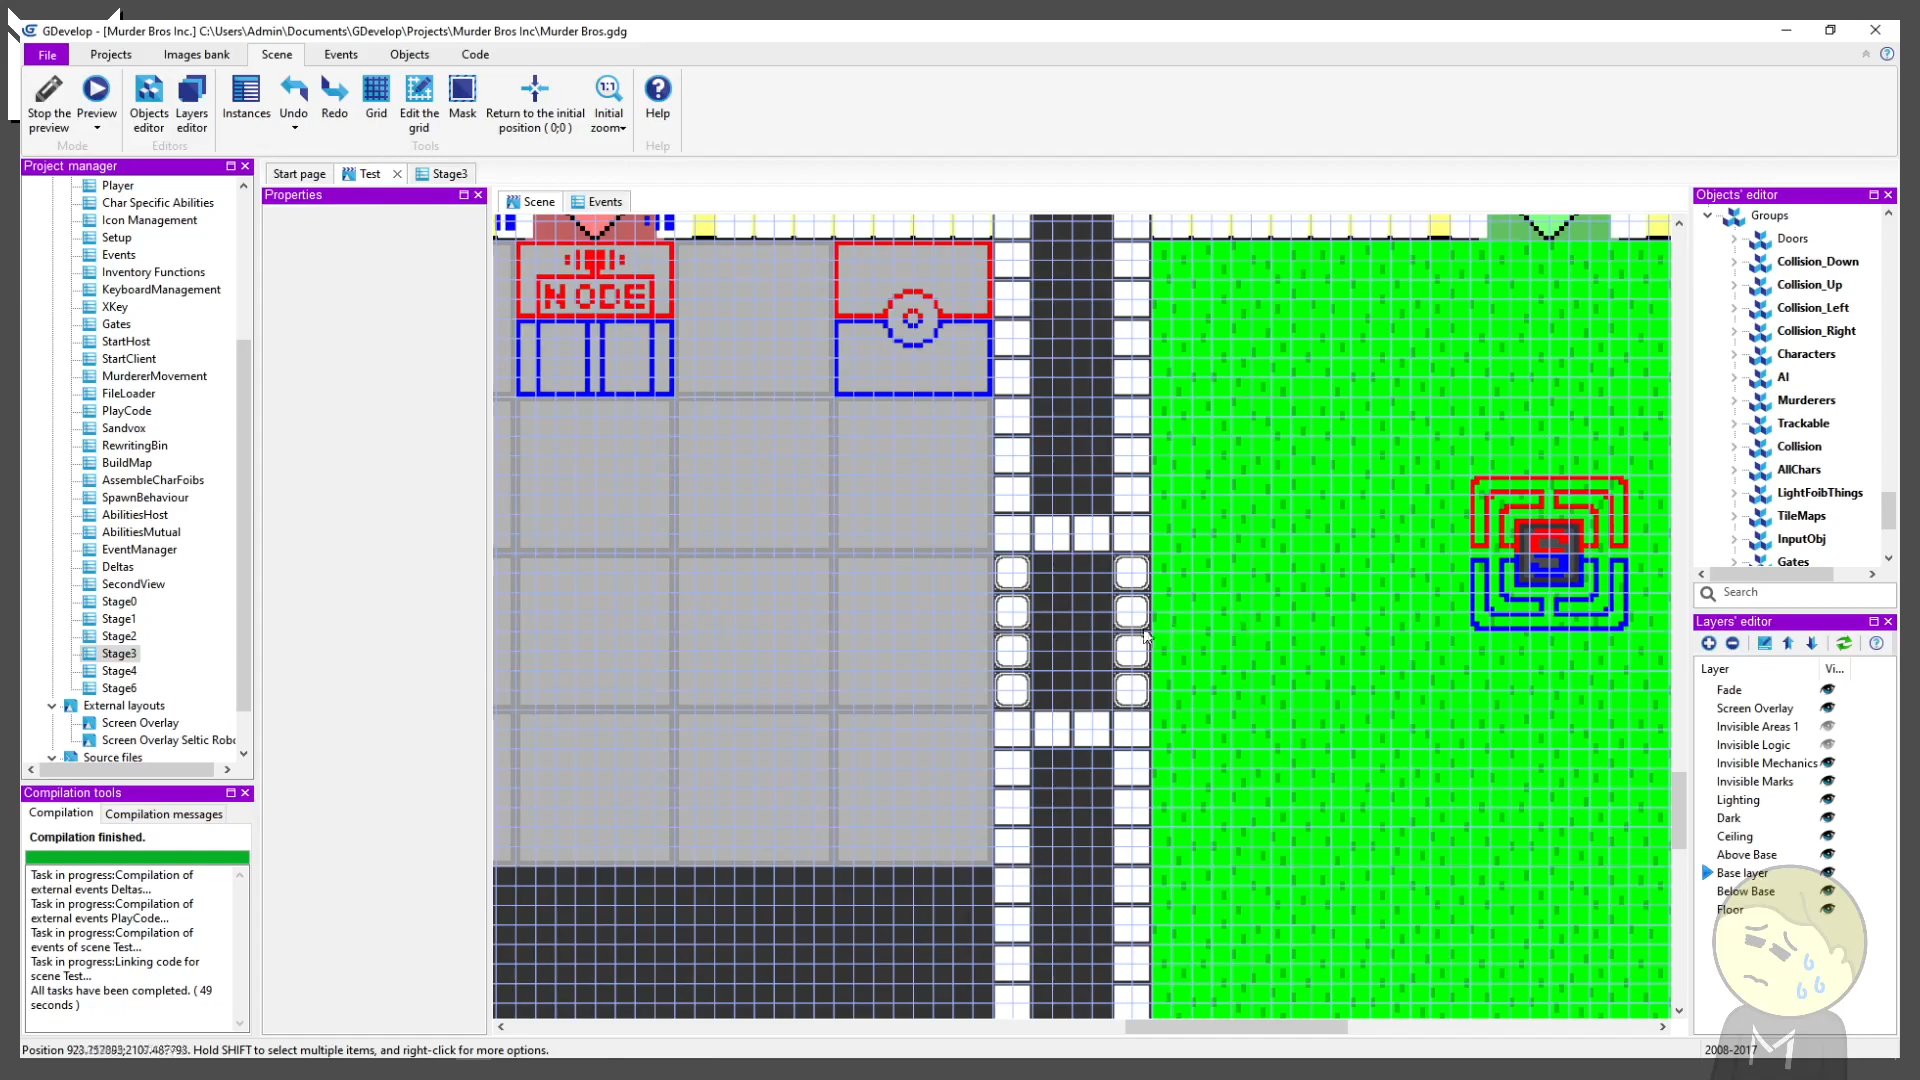 GDevelop - [Murder Bros Inc.] C:\Users\Admin\Documents\GDevelop\Projects\Murder Bros Inc\Murder Bros.gdg
File
Projects
Images bank
Scene
Events
Objects
Code
Stop the preview
Preview
Objects editor
Layers editor
Instances
Undo
Redo
Grid
Edit the grid
Mask
Return to the initial position ( 0;0 )
1:1
Initial zoom
Help
Mode
Editors
Tools
Help
Project manager
Player
Char Specific Abilities
Icon Management
Setup
Events
Inventory Functions
KeyboardManagement
XKey
Gates
StartHost
StartClient
MurdererMovement
FileLoader
PlayCode
Sandvox
RewritingBin
BuildMap
AssembleCharFoibs
SpawnBehaviour
AbilitiesHost
AbilitiesMutual
EventManager
Deltas
SecondView
Stage0
Stage1
Stage2
Stage3
Stage4
Stage6
External layouts
Screen Overlay
Screen Overlay Seltic Robo
Source files
Compilation tools
Compilation
Compilation messages
Compilation finished.
Task in progress:Compilation of
external events Deltas...
Task in progress:Compilation of
external events PlayCode...
Task in progress:Compilation of
events of scene Test...
Task in progress:Linking code for
scene Test...
All tasks have been completed. ( 49
seconds )
Start page
Test
Stage3
Properties
Scene
Events
NODE
Objects' editor
Groups
Doors
Collision_Down
Collision_Up
Collision_Left
Collision_Right
Characters
AI
Murderers
Trackable
Collision
AllChars
LightFoibThings
TileMaps
InputObj
Gates
Search
Layers' editor
Layer
Vi...
Fade
Screen Overlay
Invisible Areas 1
Invisible Logic
Invisible Mechanics
Invisible Marks
Lighting
Dark
Ceiling
Above Base
Base layer
Below Base
Floor
Hold SHIFT to select multiple items, and right-click for more options.
2008-2017